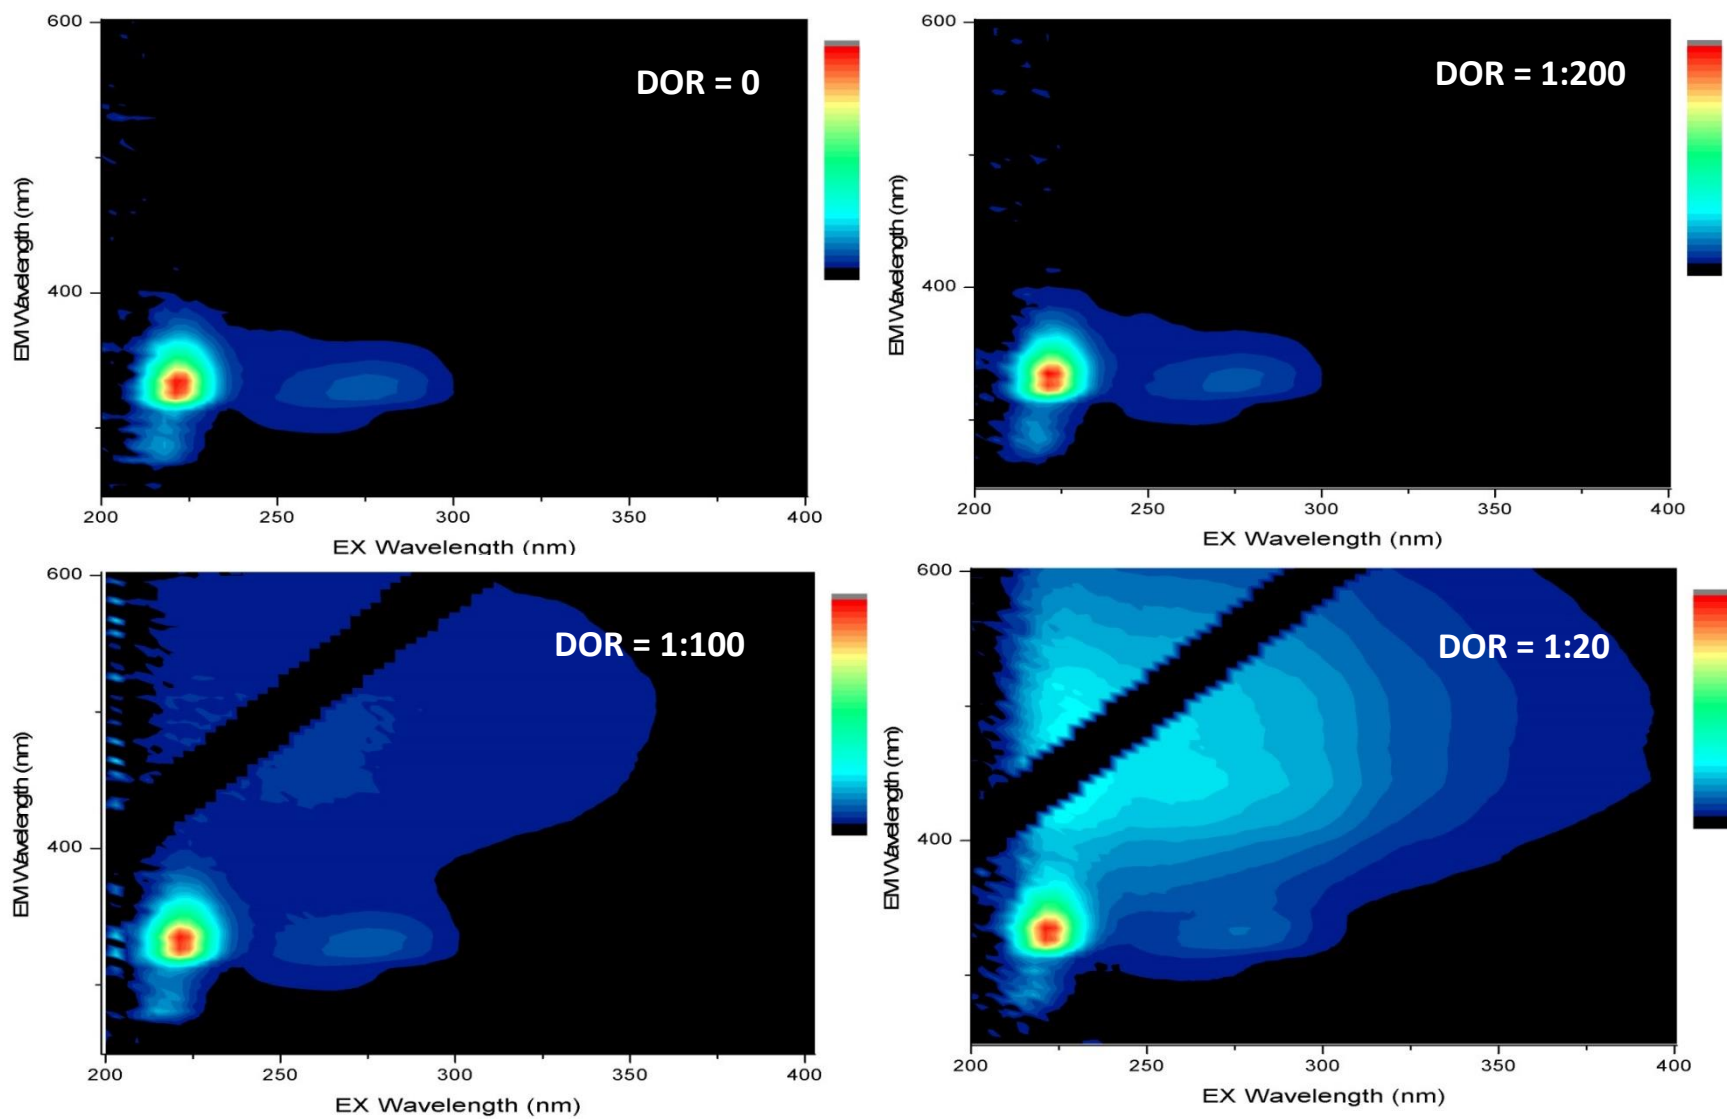 600
DOR = 0
400
EM Wavelength (nm)
200 250 300 350 400
EX Wavelength (nm)
600
DOR = 1:200
400
EM Wavelength (nm)
200 250 300 350 400
EX Wavelength (nm)
600
DOR = 1:100
400
EM Wavelength (nm)
200 250 300 350 400
EX Wavelength (nm)
600
DOR = 1:20
400
EM Wavelength (nm)
200 250 300 350 400
EX Wavelength (nm)